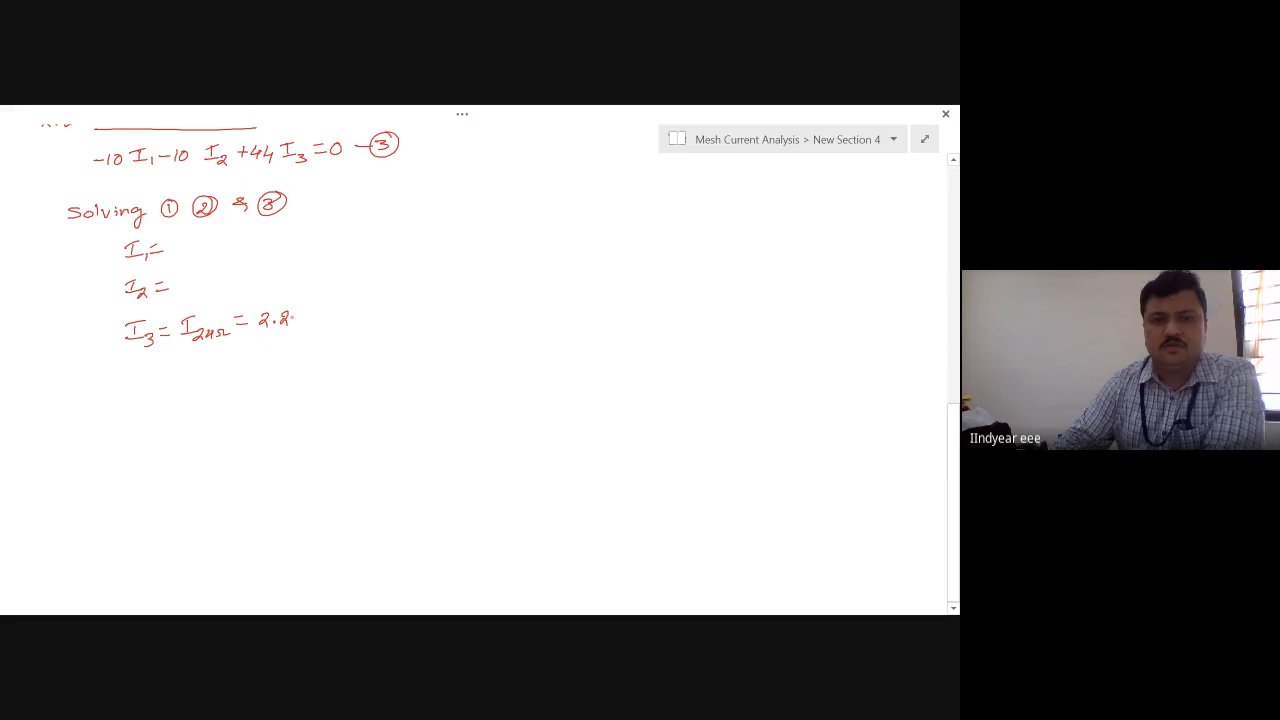 Mesh Current Analysis > New Section 4
-10 I₁ -10 I₂ +44 I₃ = 0 - ③
Solving ① ② & ③
I₁ =
I₂ =
I₃ = I₂₄Ω = 2.2
IIndyear eee